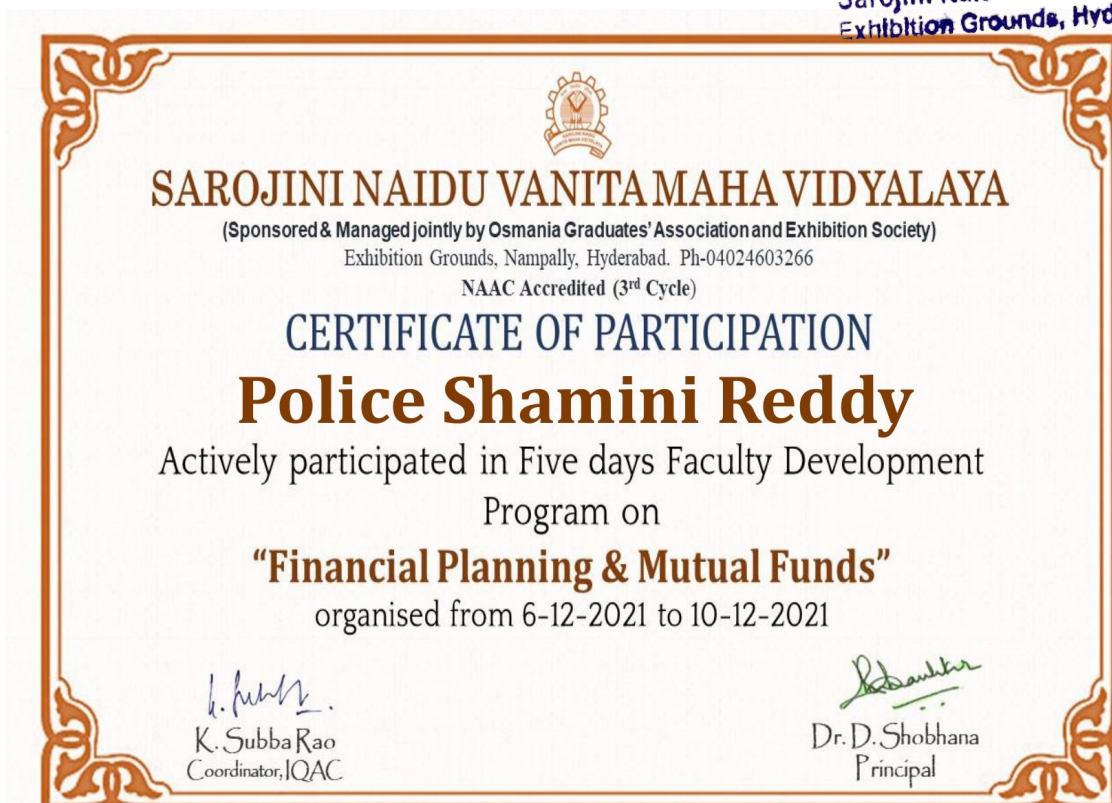 Exhibition Grounds, Hyd
SAROJINI NAIDU VANITA MAHA VIDYALAYA
(Sponsored & Managed jointly by Osmania Graduates' Association and Exhibition Society)
Exhibition Grounds, Nampally, Hyderabad. Ph-04024603266
NAAC Accredited (3rd Cycle)
CERTIFICATE OF PARTICIPATION
Police Shamini Reddy
Actively participated in Five days Faculty Development
Program on
“Financial Planning & Mutual Funds”
organised from 6-12-2021 to 10-12-2021
K. Subba Rao
Coordinator, IQAC
Dr. D. Shobhana
Principal